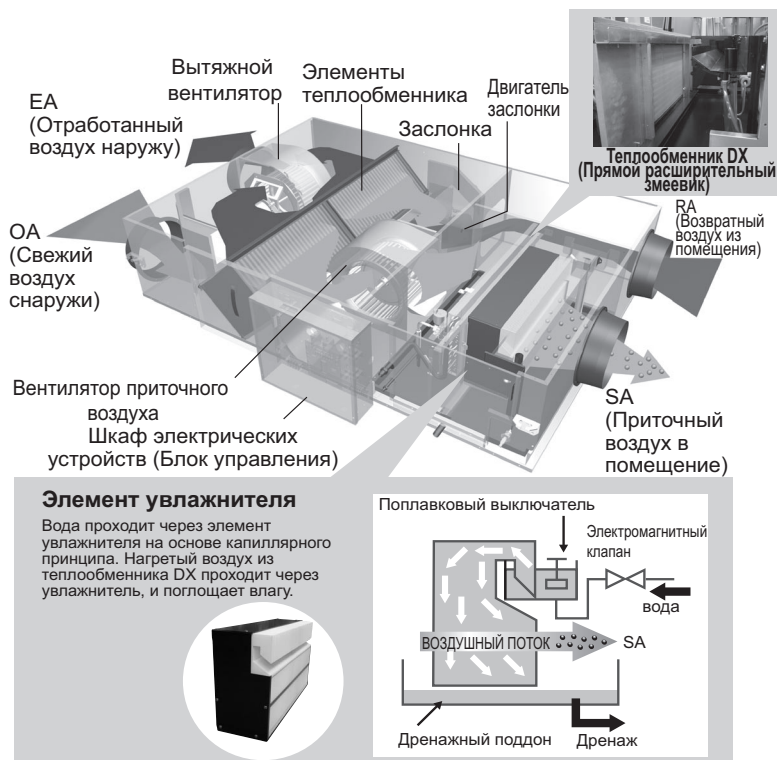 Вытяжной
вентилятор
Элементы
теплообменника
Двигатель
заслонки
Заслонка
EA
(Отработанный
воздух наружу)
Теплообменник DX
(Прямой расширительный
змеевик)
OA
(Свежий
воздух
снаружи)
RA
(Возвратный
воздух из
помещения)
Вентилятор приточного
воздуха
Шкаф электрических
устройств (Блок управления)
SA
(Приточный
воздух в
помещение)
Элемент увлажнителя
Вода проходит через элемент
увлажнителя на основе капиллярного
принципа. Нагретый воздух из
теплообменника DX проходит через
увлажнитель, и поглощает влагу.
Поплавковый выключатель
Электромагнитный
клапан
вода
ВОЗДУШНЫЙ ПОТОК
SA
Дренажный поддон
Дренаж